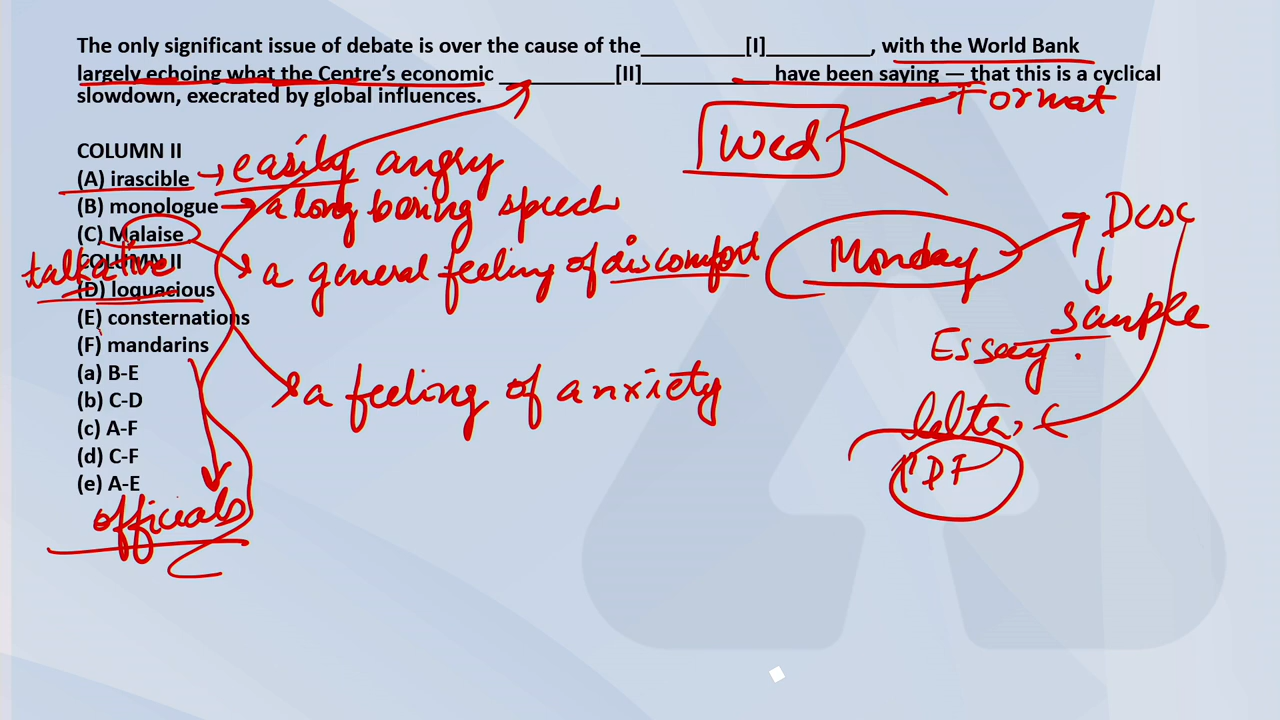 The only significant issue of debate is over the cause of the__________[I]__________, with the World Bank
largely echoing what the Centre’s economic ___________[II]_____________have been saying — that this is a cyclical
slowdown, execrated by global influences.
Format
Wed
COLUMN II
(A) irascible → easily angry
(B) monologue → a long boring speech
(C) Malaise
a general feeling of discomfort
Monday
Desc
COLUMN II
talkative
(D) loquacious
(E) consternations
sample
Essay.
(F) mandarins
(a) B-E
a feeling of anxiety
(b) C-D
(c) A-F
(d) C-F
PDF
(e) A-E
officials